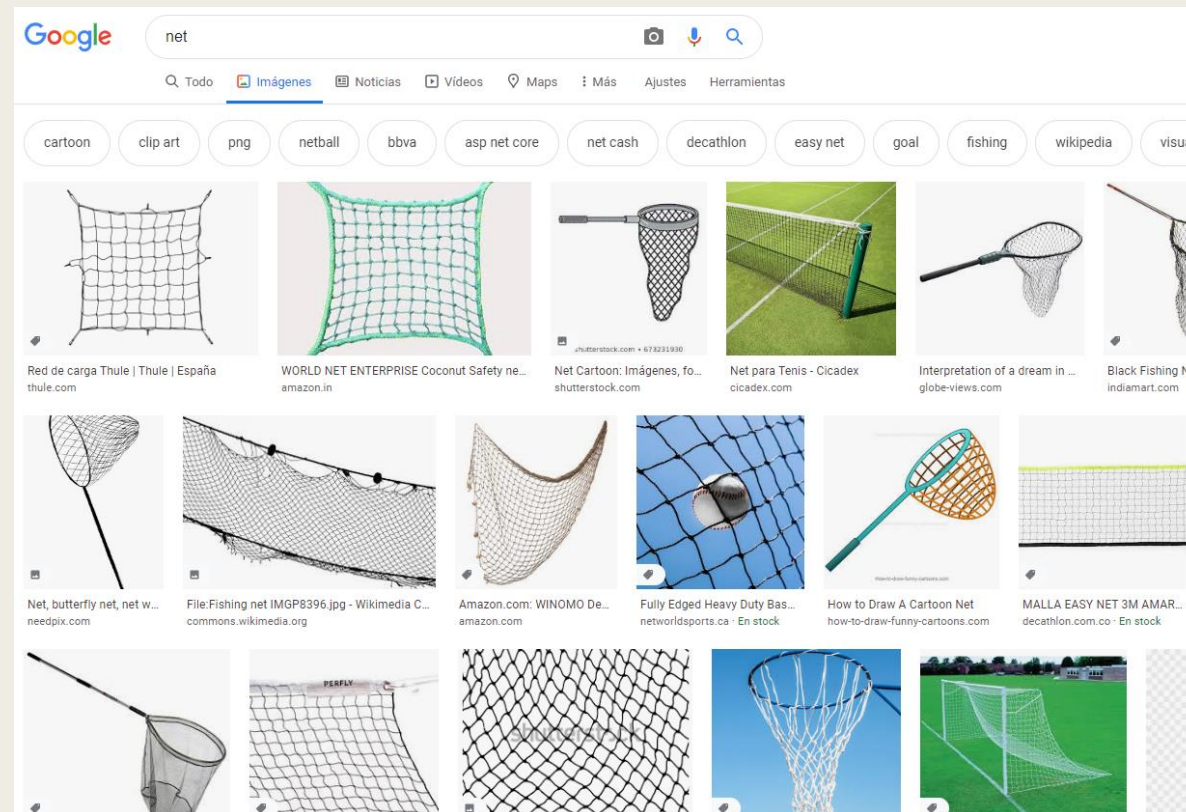 Google
net
Todo Imágenes Noticias Vídeos Maps Más Ajustes Herramientas
cartoon clip art png netball bbva asp net core net cash decathlon easy net goal fishing wikipedia visua
shutterstock.com • 673231930
Red de carga Thule | Thule | España
thule.com
WORLD NET ENTERPRISE Coconut Safety ne...
amazon.in
Net Cartoon: Imágenes, fo...
shutterstock.com
Net para Tenis - Cicadex
cicadex.com
Interpretation of a dream in ...
globe-views.com
Black Fishing N
indiamart.com
Net, butterfly net, net w...
needpix.com
File:Fishing net IMGP8396.jpg - Wikimedia C...
commons.wikimedia.org
Amazon.com: WINOMO De...
amazon.com
Fully Edged Heavy Duty Bas...
networldsports.ca · En stock
How to Draw A Cartoon Net
how-to-draw-funny-cartoons.com
MALLA EASY NET 3M AMAR...
decathlon.com.co · En stock
PERFLY
shutterstock